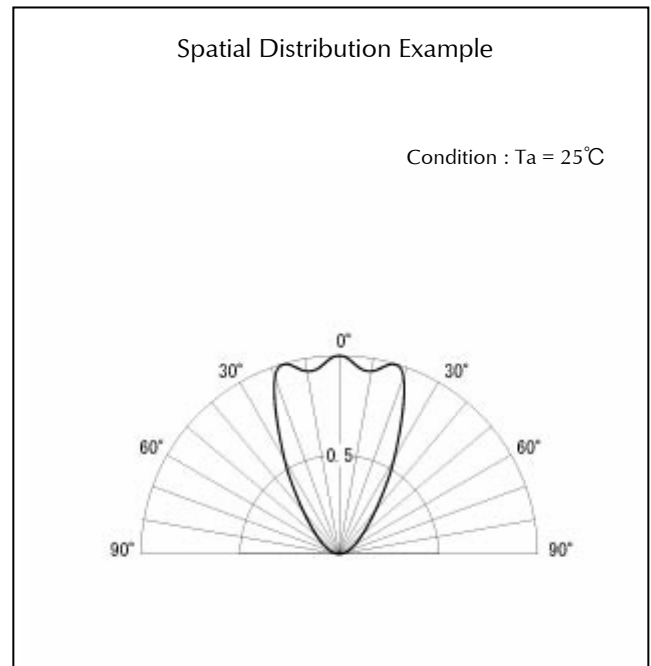 Spatial Distribution Example
Condition : Ta = 25℃
0°
30° 30°
60° 60°
0.5
90° 90°